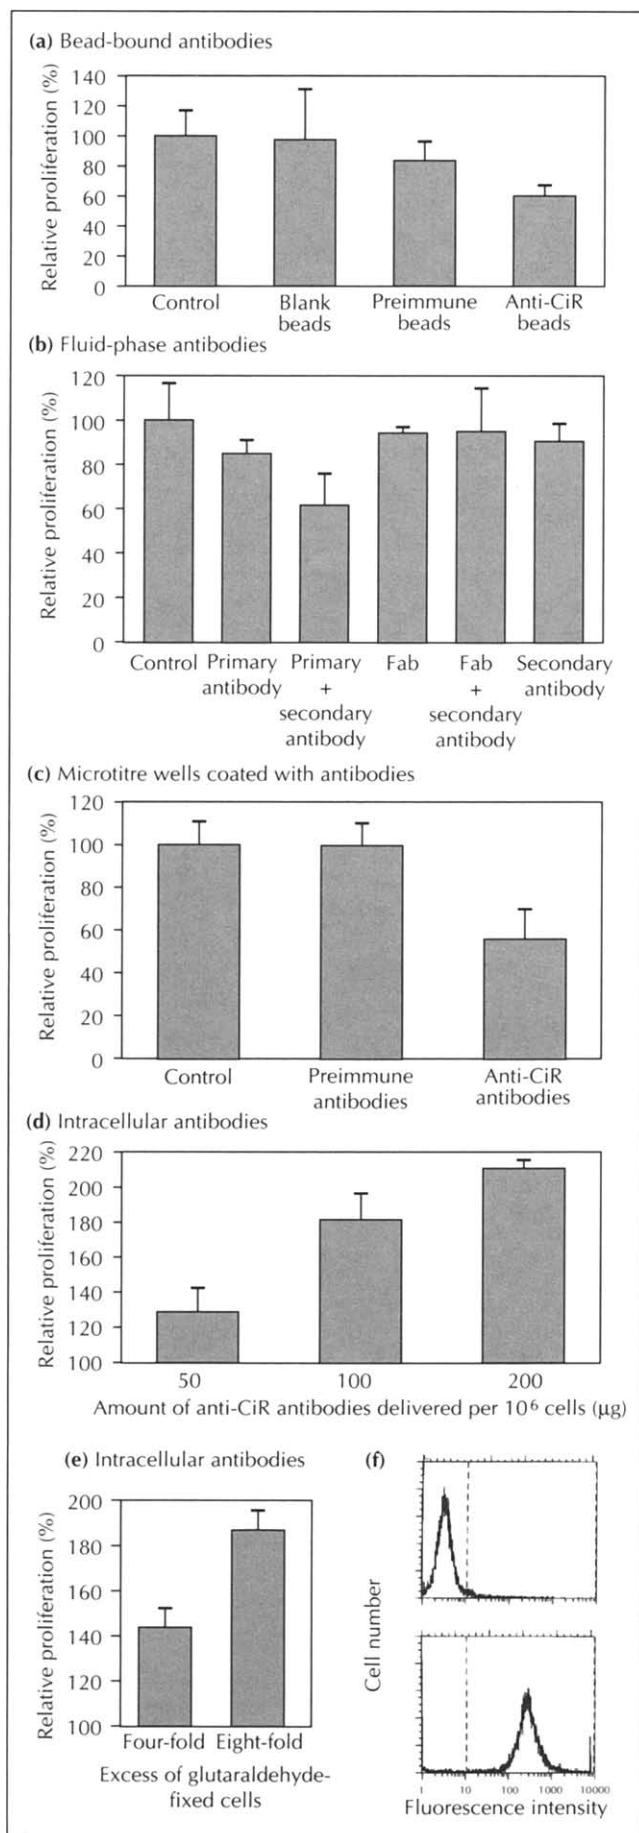 (a) Bead-bound antibodies
Relative proliferation (%)
140
120
100
80
60
40
20
0
Control
Blank
beads
Preimmune
beads
Anti-CiR
beads
(b) Fluid-phase antibodies
Relative proliferation (%)
120
100
80
60
40
20
0
Control
Primary
antibody
Primary
+
secondary
antibody
Fab
Fab
+
secondary
antibody
Secondary
antibody
(c) Microtitre wells coated with antibodies
Relative proliferation (%)
120
100
80
60
40
20
0
Control
Preimmune
antibodies
Anti-CiR
antibodies
(d) Intracellular antibodies
Relative proliferation (%)
220
200
180
160
140
120
100
50
100
200
Amount of anti-CiR antibodies delivered per 10⁶ cells (μg)
(e) Intracellular antibodies
Relative proliferation (%)
200
180
160
140
120
100
Four-fold Eight-fold
Excess of glutaraldehyde-
fixed cells
(f)
Cell number
1 10 100 1000 10000
Fluorescence intensity